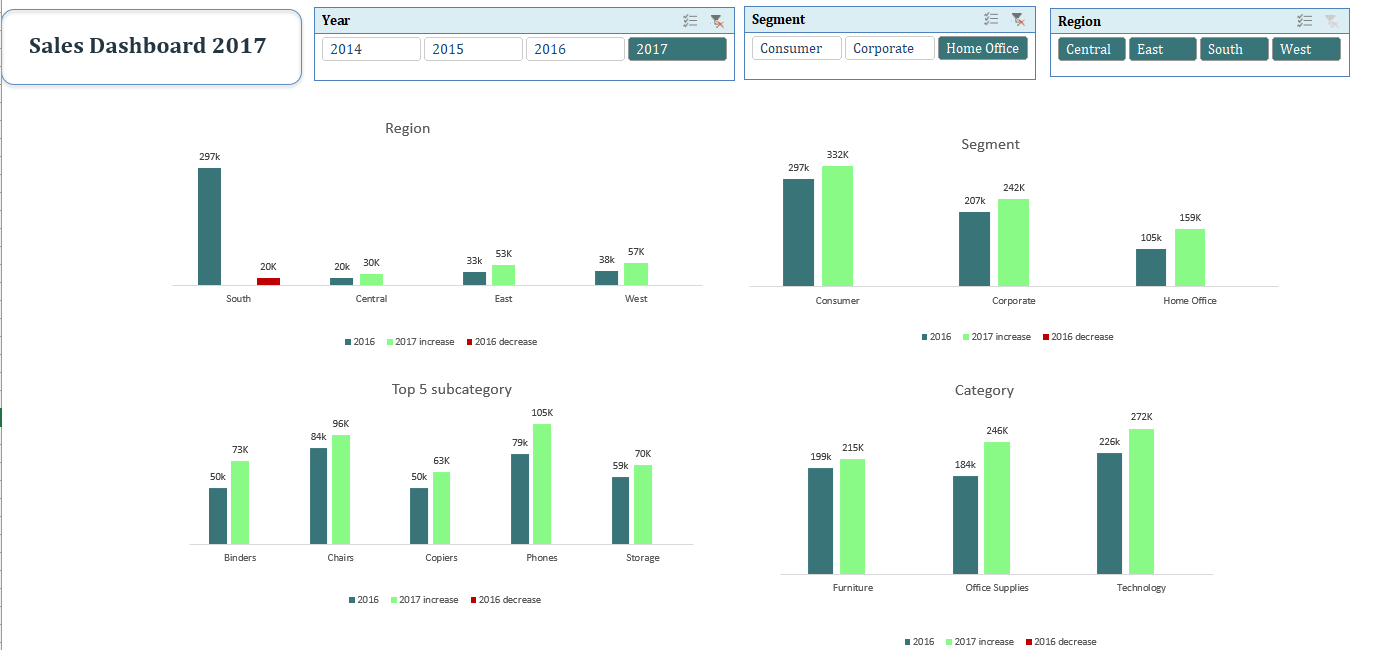 Sales Dashboard 2017
Year
2014 2015 2016 2017
Segment
Consumer Corporate Home Office
Region
Central East South West
Region
297k 20K 20k 30K 33k 53K 38k 57K
South Central East West
2016 2017 increase 2016 decrease
Segment
297k 332K 207k 242K 105k 159K
Consumer Corporate Home Office
2016 2017 increase 2016 decrease
Top 5 subcategory
50k 73K 84k 96K 50k 63K 79k 105K 59k 70K
Binders Chairs Copiers Phones Storage
2016 2017 increase 2016 decrease
Category
199k 215K 184k 246K 226k 272K
Furniture Office Supplies Technology
2016 2017 increase 2016 decrease